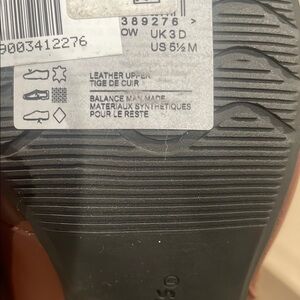 389276 >
OW UK 3 D
9003412276 US 5½ M
LEATHER UPPER
TIGE DE CUIR
BALANCE MAN MADE
MATERIAUX SYNTHÉTIQUES
POUR LE RESTE